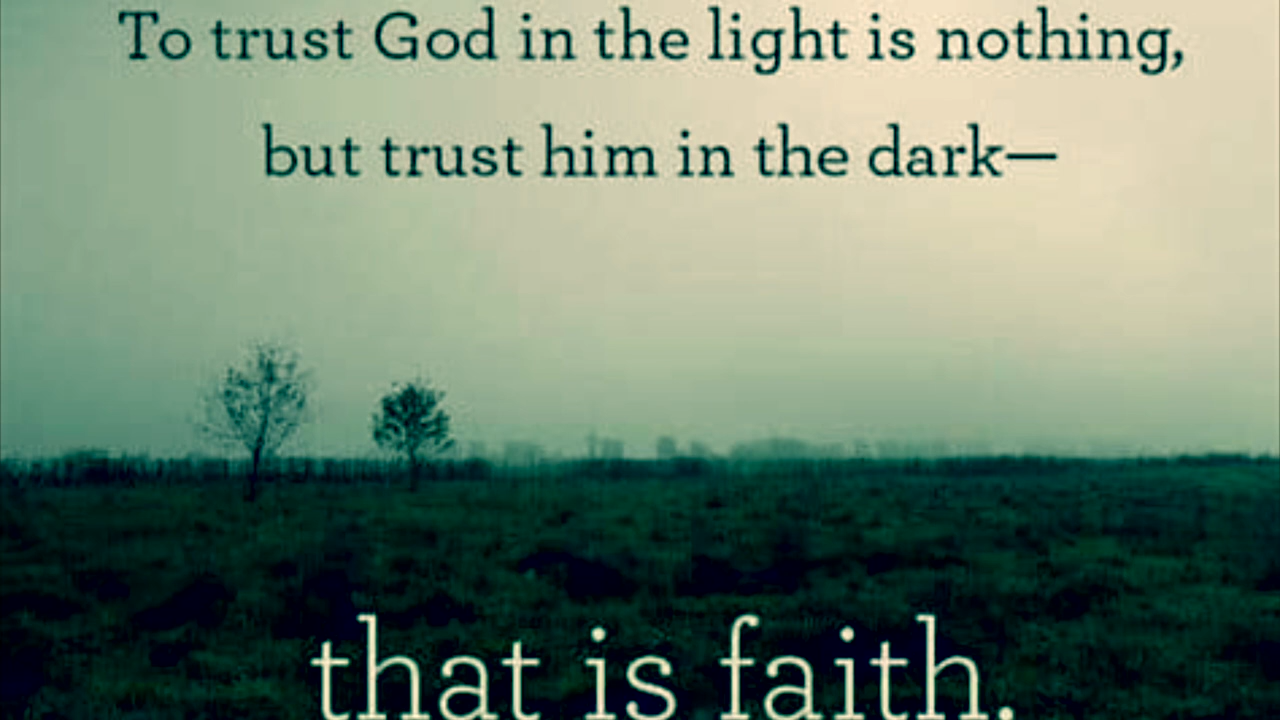 To trust God in the light is nothing,
but trust him in the dark—
that is faith.